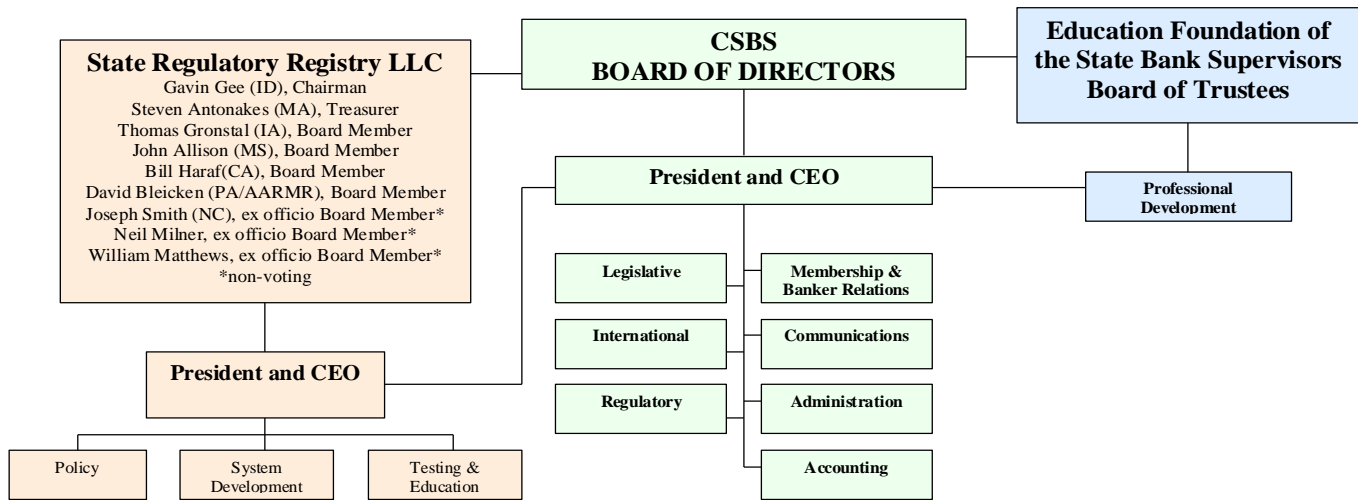 State Regulatory Registry LLC
Gavin Gee (ID), Chairman
Steven Antonakes (MA), Treasurer
Thomas Gronstal (IA), Board Member
John Allison (MS), Board Member
Bill Haraf(CA), Board Member
David Bleicken (PA/AARMR), Board Member
Joseph Smith (NC), ex officio Board Member*
Neil Milner, ex officio Board Member*
William Matthews, ex officio Board Member*
*non-voting
CSBS
BOARD OF DIRECTORS
Education Foundation of
the State Bank Supervisors
Board of Trustees
President and CEO
Professional
Development
Legislative
Membership &
Banker Relations
International
Communications
Regulatory
Administration
Accounting
President and CEO
Policy
System
Development
Testing &
Education